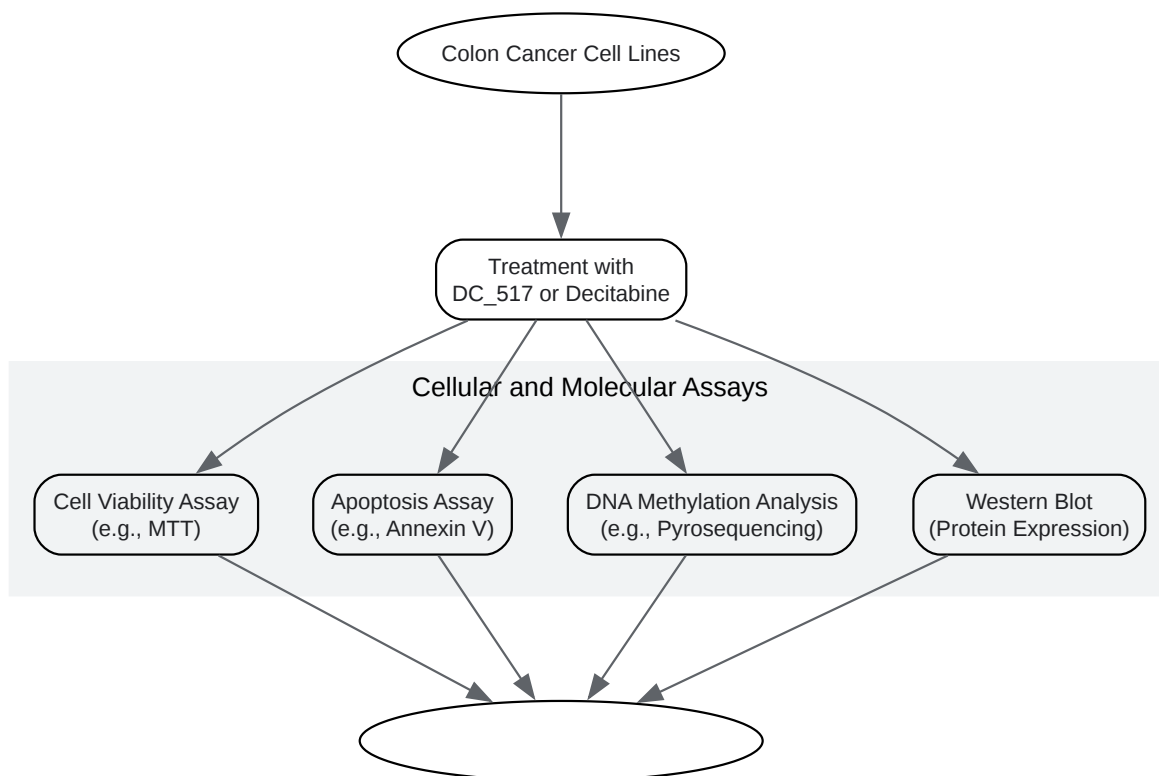 Colon Cancer Cell Lines
Treatment with
DC_517 or Decitabine
Cellular and Molecular Assays
Cell Viability Assay
(e.g., MTT)
Apoptosis Assay
(e.g., Annexin V)
DNA Methylation Analysis
(e.g., Pyrosequencing)
Western Blot
(Protein Expression)